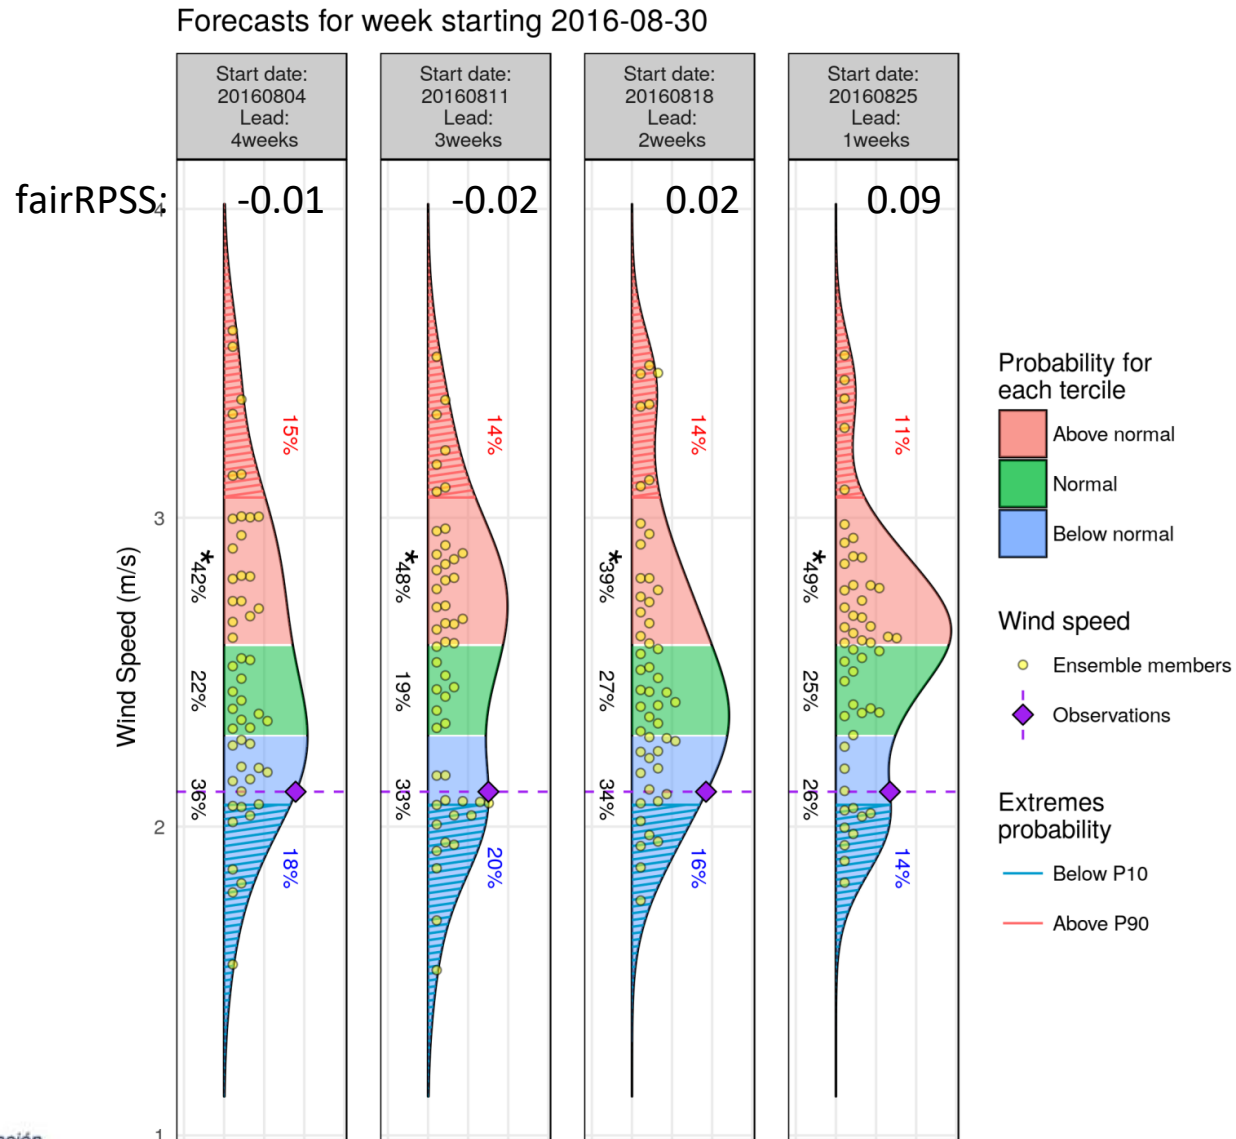 Forecasts for week starting 2016-08-30
Start date:
20160804
Lead:
4weeks
Start date:
20160811
Lead:
3weeks
Start date:
20160818
Lead:
2weeks
Start date:
20160825
Lead:
1weeks
fairRPSS: -0.01 -0.02 0.02 0.09
4
3
2
1
Wind Speed (m/s)
15%
*42%
22%
36%
18%
14%
*48%
19%
33%
20%
14%
*39%
27%
34%
16%
11%
*49%
25%
26%
14%
Probability for
each tercile
Above normal
Normal
Below normal
Wind speed
Ensemble members
Observations
Extremes
probability
Below P10
Above P90